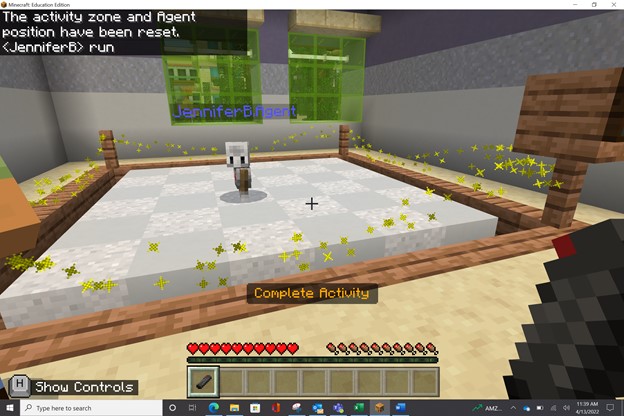 Minecraft: Education Edition
The activity zone and Agent
position have been reset.
<JenniferB> run
JenniferB.Agent
Complete Activity
H Show Controls
Type here to search
AMZ...
11:39 AM
4/13/2022